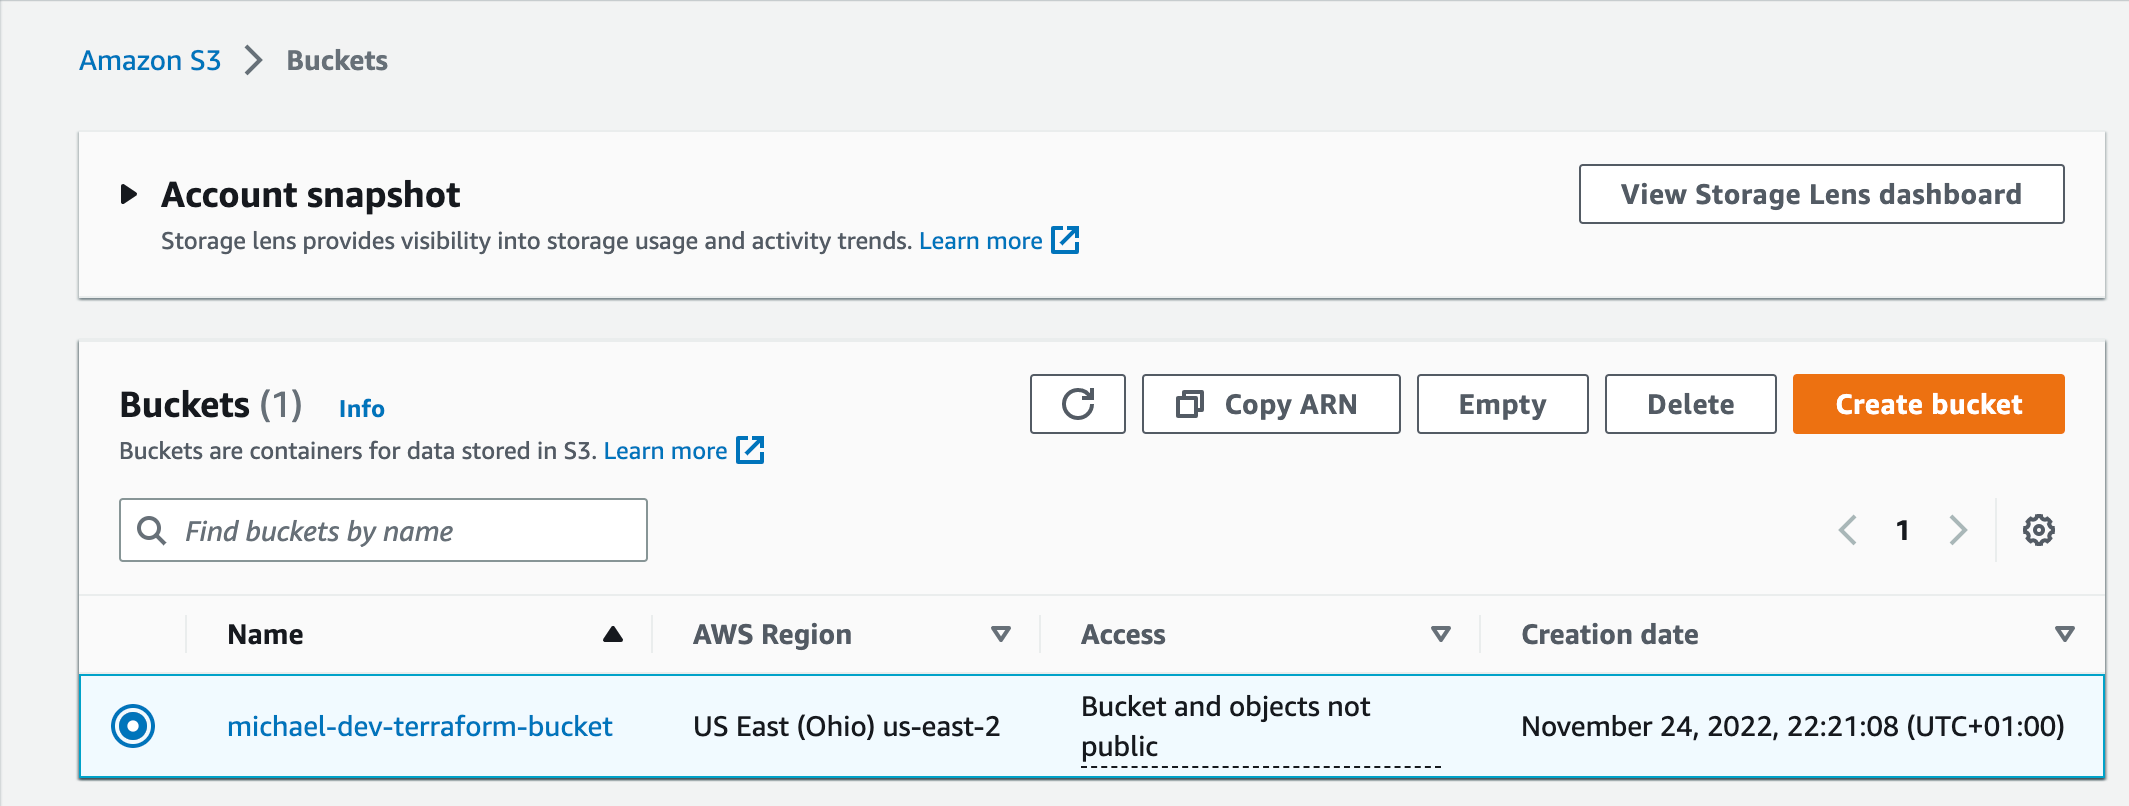 Amazon S3 > Buckets
Account snapshot
View Storage Lens dashboard
Storage lens provides visibility into storage usage and activity trends. Learn more
Buckets (1) Info
Copy ARN Empty Delete Create bucket
Buckets are containers for data stored in S3. Learn more
Find buckets by name
1
Name AWS Region Access Creation date
michael-dev-terraform-bucket US East (Ohio) us-east-2 Bucket and objects not public November 24, 2022, 22:21:08 (UTC+01:00)